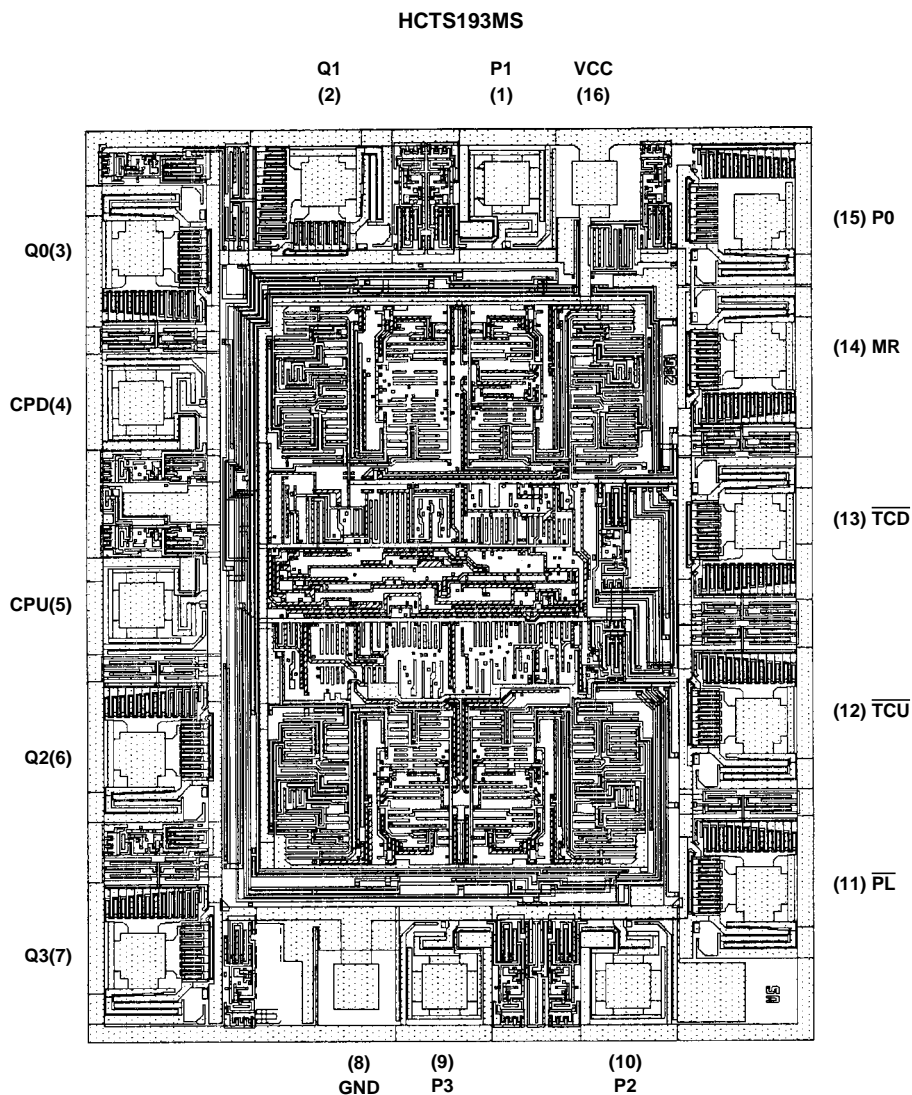 HCTS193MS
Q1 P1 VCC
(2) (1) (16)
(15) P0
Q0(3)
(14) MR
CPD(4)
(13) TCD
CPU(5)
(12) TCU
Q2(6)
(11) PL
Q3(7)
(8) (9) (10)
GND P3 P2